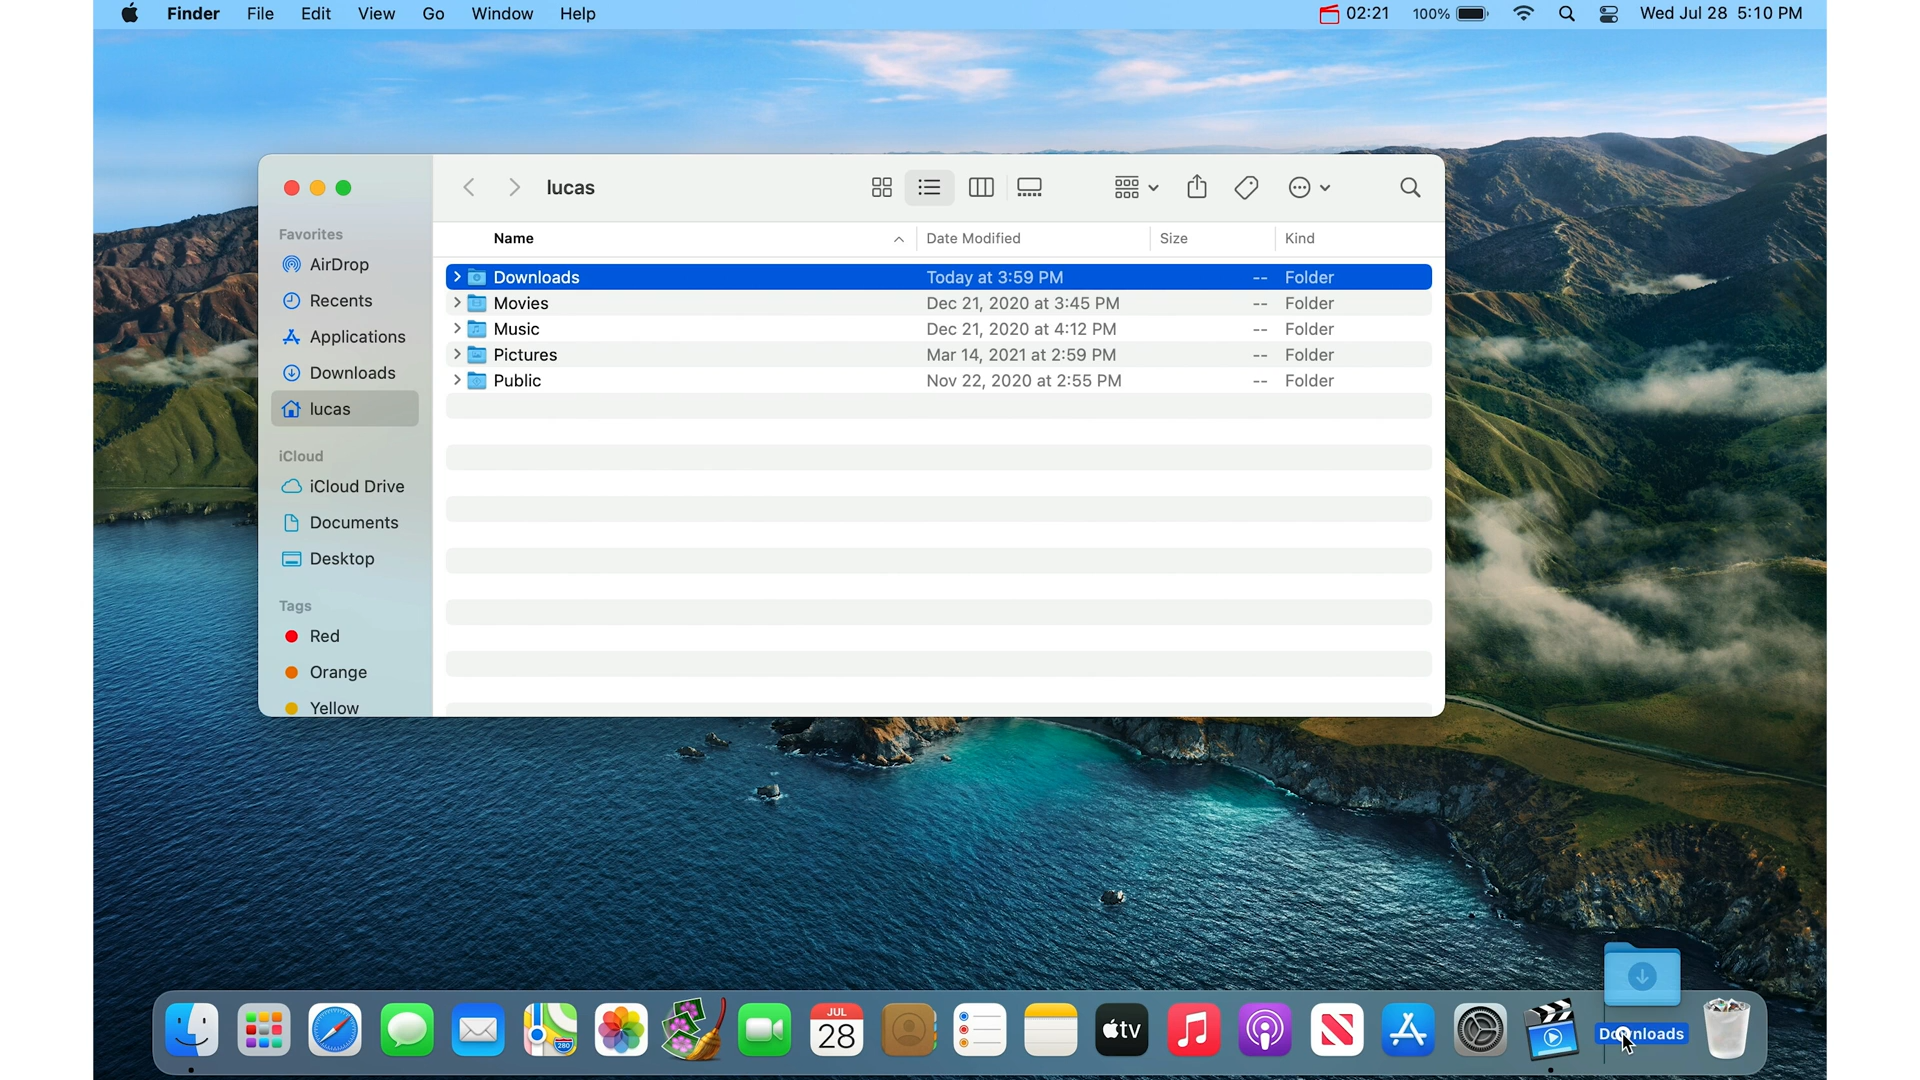 Finder File Edit View Go Window Help 02:21 100% Wed Jul 28 5:10 PM
lucas
Favorites
AirDrop
Recents
Applications
Downloads
lucas
iCloud
iCloud Drive
Documents
Desktop
Tags
Red
Orange
Yellow
Name Date Modified Size Kind
Downloads Today at 3:59 PM -- Folder
Movies Dec 21, 2020 at 3:45 PM -- Folder
Music Dec 21, 2020 at 4:12 PM -- Folder
Pictures Mar 14, 2021 at 2:59 PM -- Folder
Public Nov 22, 2020 at 2:55 PM -- Folder
280
JUL
28
tv
Downloads